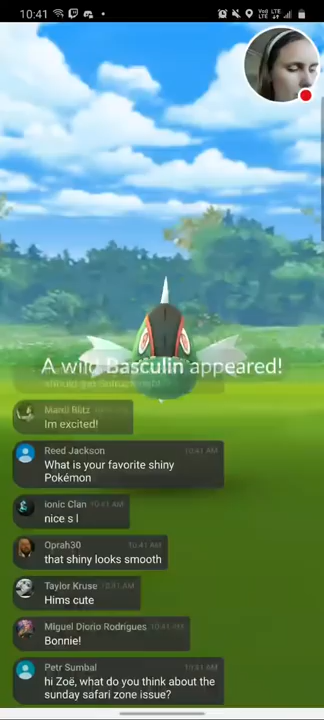 10:41
Voᴰ LTE
LTE
A wild Basculin appeared!
Im excited!
Reed Jackson 10:41 AM
What is your favorite shiny
Pokémon
ionic Clan 10:41 AM
nice s l
Oprah30 10:41 AM
that shiny looks smooth
Taylor Kruse 10:41 AM
Hims cute
Miguel Diorio Rodrigues 10:41 AM
Bonnie!
Petr Sumbal 10:41 AM
hi Zoë, what do you think about the
sunday safari zone issue?